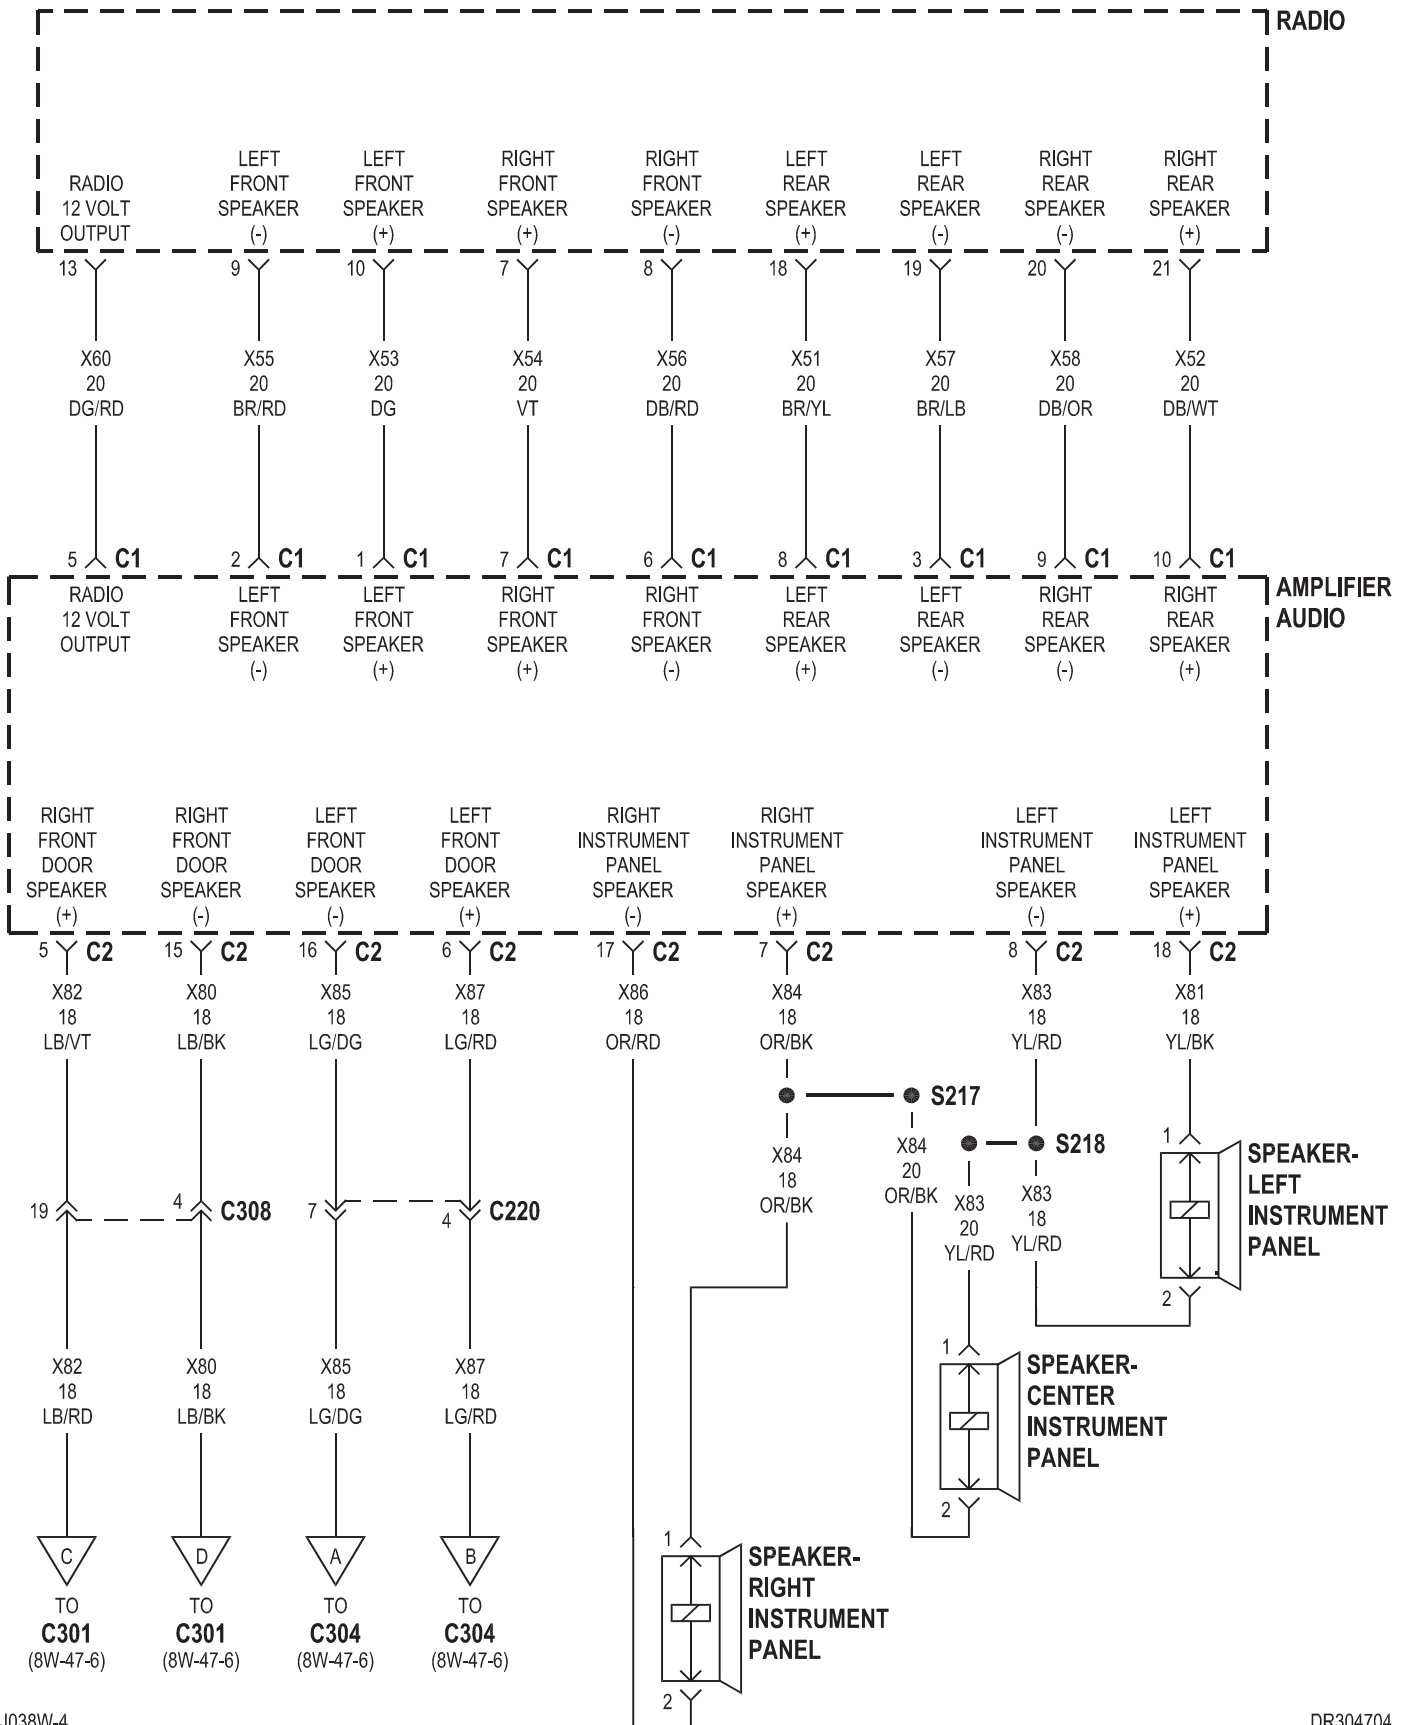 RADIO
RADIO
12 VOLT
OUTPUT
LEFT
FRONT
SPEAKER
(-)
LEFT
FRONT
SPEAKER
(+)
RIGHT
FRONT
SPEAKER
(+)
RIGHT
FRONT
SPEAKER
(-)
LEFT
REAR
SPEAKER
(+)
LEFT
REAR
SPEAKER
(-)
RIGHT
REAR
SPEAKER
(-)
RIGHT
REAR
SPEAKER
(+)
13 9 10 7 8 18 19 20 21
X60 X55 X53 X54 X56 X51 X57 X58 X52
20 20 20 20 20 20 20 20 20
DG/RD BR/RD DG VT DB/RD BR/YL BR/LB DB/OR DB/WT
5 C1 2 C1 1 C1 7 C1 6 C1 8 C1 3 C1 9 C1 10 C1
AMPLIFIER
AUDIO
RADIO
12 VOLT
OUTPUT
LEFT
FRONT
SPEAKER
(-)
LEFT
FRONT
SPEAKER
(+)
RIGHT
FRONT
SPEAKER
(+)
RIGHT
FRONT
SPEAKER
(-)
LEFT
REAR
SPEAKER
(+)
LEFT
REAR
SPEAKER
(-)
RIGHT
REAR
SPEAKER
(-)
RIGHT
REAR
SPEAKER
(+)
RIGHT
FRONT
DOOR
SPEAKER
(+)
RIGHT
FRONT
DOOR
SPEAKER
(-)
LEFT
FRONT
DOOR
SPEAKER
(-)
LEFT
FRONT
DOOR
SPEAKER
(+)
RIGHT
INSTRUMENT
PANEL
SPEAKER
(-)
RIGHT
INSTRUMENT
PANEL
SPEAKER
(+)
LEFT
INSTRUMENT
PANEL
SPEAKER
(-)
LEFT
INSTRUMENT
PANEL
SPEAKER
(+)
5 C2 15 C2 16 C2 6 C2 17 C2 7 C2 8 C2 18 C2
X82 X80 X85 X87 X86 X84 X83 X81
18 18 18 18 18 18 18 18
LB/VT LB/BK LG/DG LG/RD OR/RD OR/BK YL/RD YL/BK
S217
S218
X84
18
OR/BK
X84
20
OR/BK
X83
20
YL/RD
X83
18
YL/RD
1
2
SPEAKER-
LEFT
INSTRUMENT
PANEL
19 4 C308 7 4 C220
1
2
SPEAKER-
CENTER
INSTRUMENT
PANEL
X82 X80 X85 X87
18 18 18 18
LB/RD LB/BK LG/DG LG/RD
C D A B
TO TO TO TO
C301 C301 C304 C304
(8W-47-6) (8W-47-6) (8W-47-6) (8W-47-6)
1
2
SPEAKER-
RIGHT
INSTRUMENT
PANEL
J038W-4
DR304704